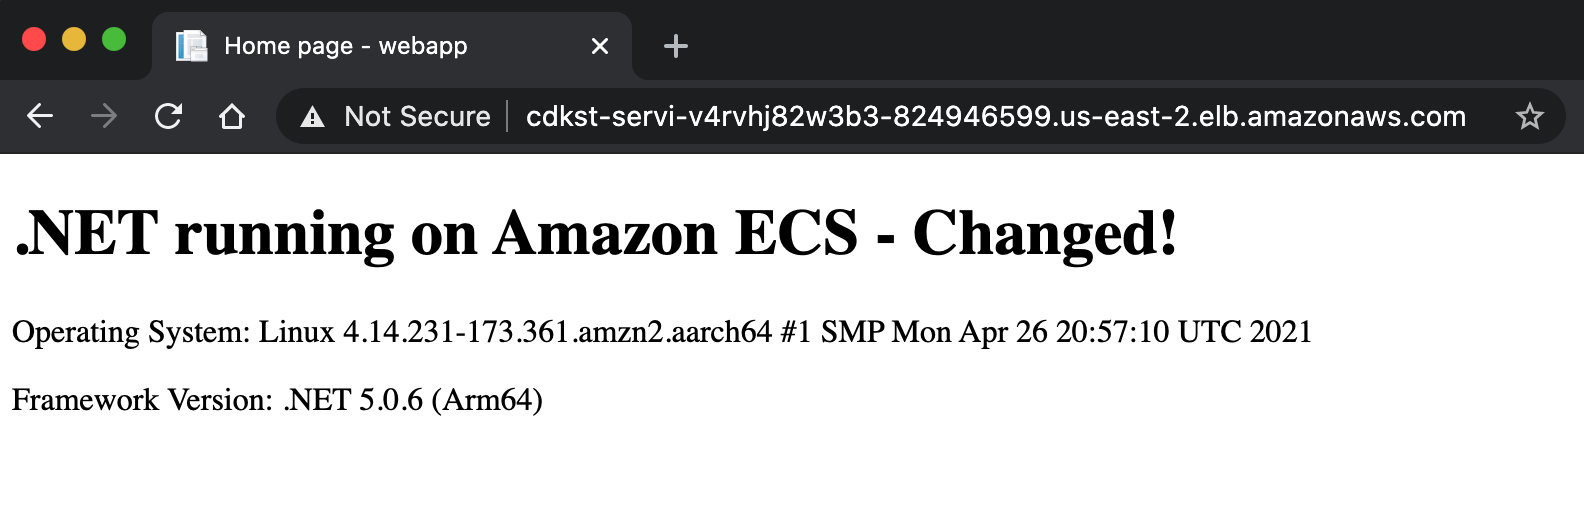 Home page - webapp
Not Secure | cdkst-servi-v4rvhj82w3b3-824946599.us-east-2.elb.amazonaws.com
.NET running on Amazon ECS - Changed!
Operating System: Linux 4.14.231-173.361.amzn2.aarch64 #1 SMP Mon Apr 26 20:57:10 UTC 2021
Framework Version: .NET 5.0.6 (Arm64)